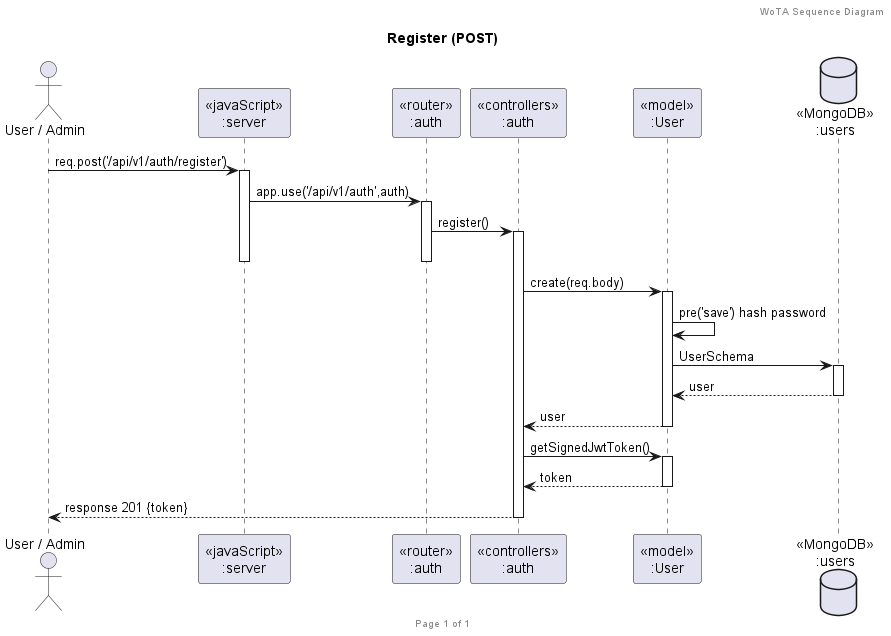 WoTA Sequence Diagram
Register (POST)
User / Admin
«javaScript»
:server
«router»
:auth
«controllers»
:auth
«model»
:User
«MongoDB»
:users
req.post('/api/v1/auth/register')
app.use('/api/v1/auth',auth)
register()
create(req.body)
pre('save') hash password
UserSchema
user
user
getSignedJwtToken()
token
response 201 {token}
User / Admin
«javaScript»
:server
«router»
:auth
«controllers»
:auth
«model»
:User
«MongoDB»
:users
Page 1 of 1